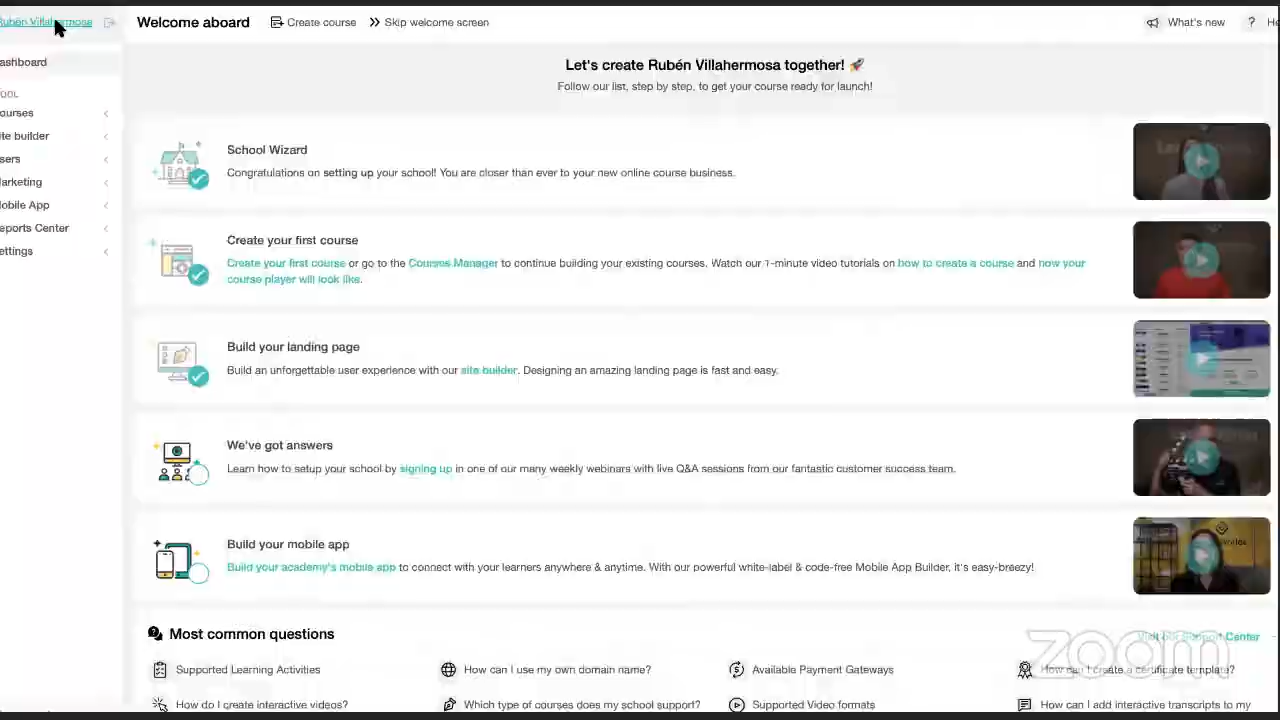 Rubén Villahermosa
Welcome aboard
Create course
Skip welcome screen
What's new
? He
ashboard
ourses
ite builder
sers
arketing
obile App
eports Center
ettings
Let's create Rubén Villahermosa together! 🚀
Follow our list, step by step, to get your course ready for launch!
School Wizard
Congratulations on setting up your school! You are closer than ever to your new online course business.
Create your first course
Create your first course or go to the Courses Manager to continue building your existing courses. Watch our 1-minute video tutorials on how to create a course and how your
course player will look like.
Build your landing page
Build an unforgettable user experience with our site builder. Designing an amazing landing page is fast and easy.
We've got answers
Learn how to setup your school by signing up in one of our many weekly webinars with live Q&A sessions from our fantastic customer success team.
Build your mobile app
Build your academy's mobile app to connect with your learners anywhere & anytime. With our powerful white-label & code-free Mobile App Builder, it's easy-breezy!
Most common questions
Visit our Support Center
zoom
Supported Learning Activities
How can I use my own domain name?
Available Payment Gateways
How can I create a certificate template?
How do I create interactive videos?
Which type of courses does my school support?
Supported Video formats
How can I add interactive transcripts to my